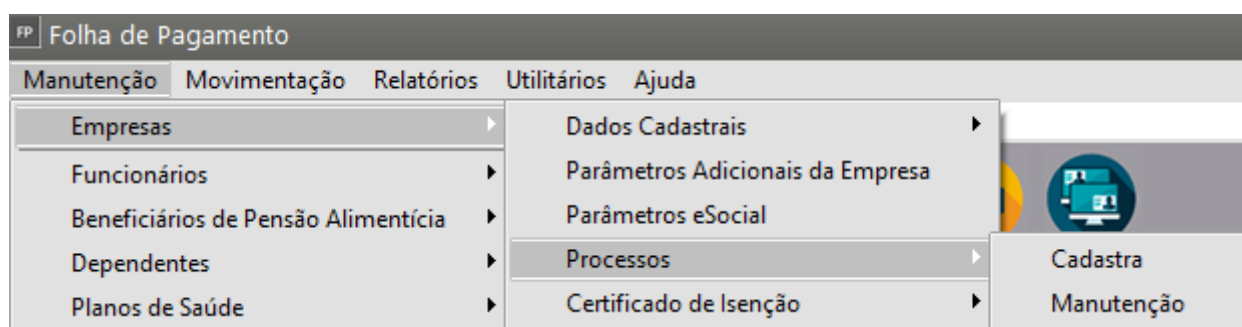 FP Folha de Pagamento
Manutenção Movimentação Relatórios Utilitários Ajuda
Empresas
Funcionários
Beneficiários de Pensão Alimentícia
Dependentes
Planos de Saúde
Dados Cadastrais
Parâmetros Adicionais da Empresa
Parâmetros eSocial
Processos
Certificado de Isenção
Cadastra
Manutenção